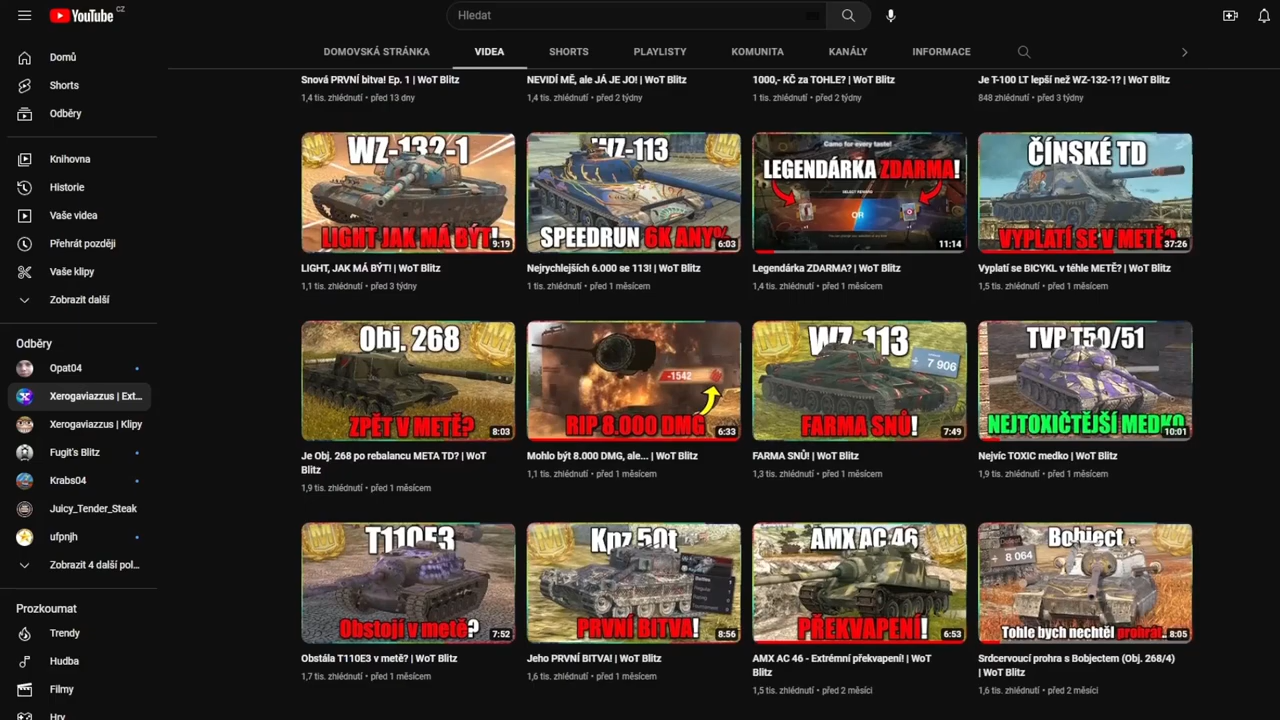 YouTube CZ
Hledat
DOMOVSKÁ STRÁNKA VIDEA SHORTS PLAYLISTY KOMUNITA KANÁLY INFORMACE
Domů
Shorts
Odběry
Knihovna
Historie
Vaše videa
Přehrát později
Vaše klipy
Zobrazit další
Odběry
Opat04
Xerogaviazzus | Ext...
Xerogaviazzus | Klipy
Fugit's Blitz
Krabs04
Juicy_Tender_Steak
ufpnjh
Zobrazit 4 další pol...
Prozkoumat
Trendy
Hudba
Filmy
Hry
Snová PRVNÍ bitva! Ep. 1 | WoT Blitz
1,4 tis. zhlédnutí • před 13 dny
NEVIDÍ MĚ, ale JÁ JE JO! | WoT Blitz
1,4 tis. zhlédnutí • před 2 týdny
1000,- KČ za TOHLE? | WoT Blitz
1 tis. zhlédnutí • před 2 týdny
Je T-100 LT lepší než WZ-132-1? | WoT Blitz
848 zhlédnutí • před 3 týdny
WZ-132-1
LIGHT JAK MÁ BÝT!
9:19
LIGHT, JAK MÁ BÝT! | WoT Blitz
1,1 tis. zhlédnutí • před 3 týdny
WZ-113
SPEEDRUN 6K ANY%
6:03
Nejrychlejších 6.000 se 113! | WoT Blitz
1 tis. zhlédnutí • před 1 měsícem
Camo for every taste!
LEGENDÁRKA ZDARMA!
SELECT REWARD
OR
11:14
Legendárka ZDARMA? | WoT Blitz
1,4 tis. zhlédnutí • před 1 měsícem
ČÍNSKÉ TD
VYPLATÍ SE V METĚ?
37:26
Vyplatí se BICYKL v téhle METĚ? | WoT Blitz
1,5 tis. zhlédnutí • před 1 měsícem
Obj. 268
ZPĚT V METĚ?
8:03
Je Obj. 268 po rebalancu META TD? | WoT
Blitz
1,9 tis. zhlédnutí • před 1 měsícem
-1542
RIP 8.000 DMG
6:33
Mohlo být 8.000 DMG, ale... | WoT Blitz
1,1 tis. zhlédnutí • před 1 měsícem
WZ-113
7 906
FARMA SNŮ!
7:49
FARMA SNŮ! | WoT Blitz
1,3 tis. zhlédnutí • před 1 měsícem
TVP T50/51
NEJTOXIČTĚJŠÍ MEDKO
10:01
Nejvíc TOXIC medko | WoT Blitz
1,9 tis. zhlédnutí • před 1 měsícem
T110E3
Obstojí v metě?
7:52
Obstála T110E3 v metě? | WoT Blitz
1,7 tis. zhlédnutí • před 1 měsícem
Kpz 50t
PRVNÍ BITVA!
8:56
Jeho PRVNÍ BITVA! | WoT Blitz
1,6 tis. zhlédnutí • před 1 měsícem
AMX AC 46
PŘEKVAPENÍ!
6:53
AMX AC 46 - Extrémní překvapení! | WoT
Blitz
1,5 tis. zhlédnutí • před 2 měsíci
Bobject
8 064
Tohle bych nechtěl prohrát...
8:05
Srdcervoucí prohra s Bobjectem (Obj. 268/4)
| WoT Blitz
1,6 tis. zhlédnutí • před 2 měsíci